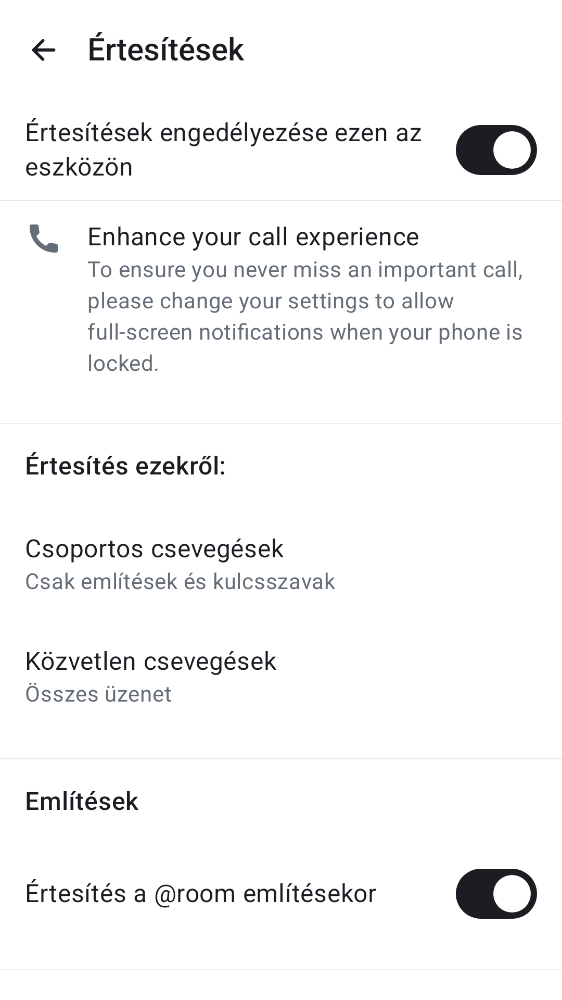 Értesítések
Értesítések engedélyezése ezen az
eszközön
Enhance your call experience
To ensure you never miss an important call,
please change your settings to allow
full-screen notifications when your phone is
locked.
Értesítés ezekről:
Csoportos csevegések
Csak említések és kulcsszavak
Közvetlen csevegések
Összes üzenet
Említések
Értesítés a @room említésekor